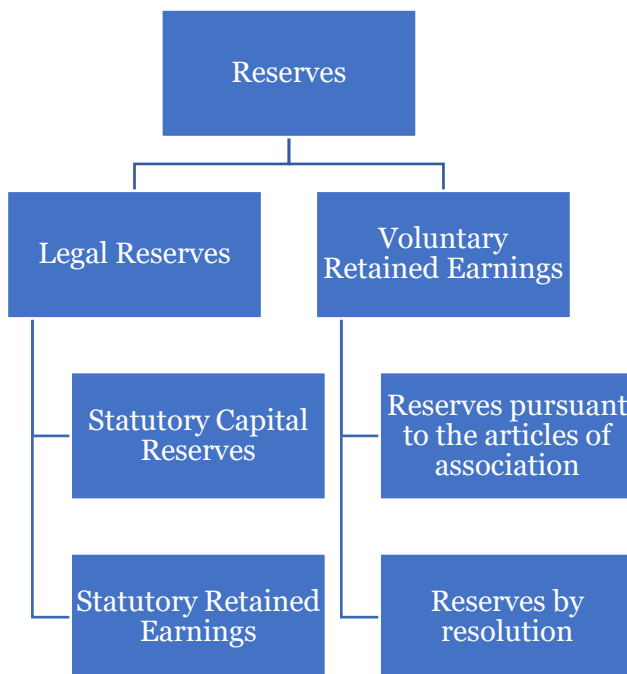 Reserves
Legal Reserves
Voluntary
Retained Earnings
Statutory Capital
Reserves
Reserves pursuant
to the articles of
association
Statutory Retained
Earnings
Reserves by
resolution